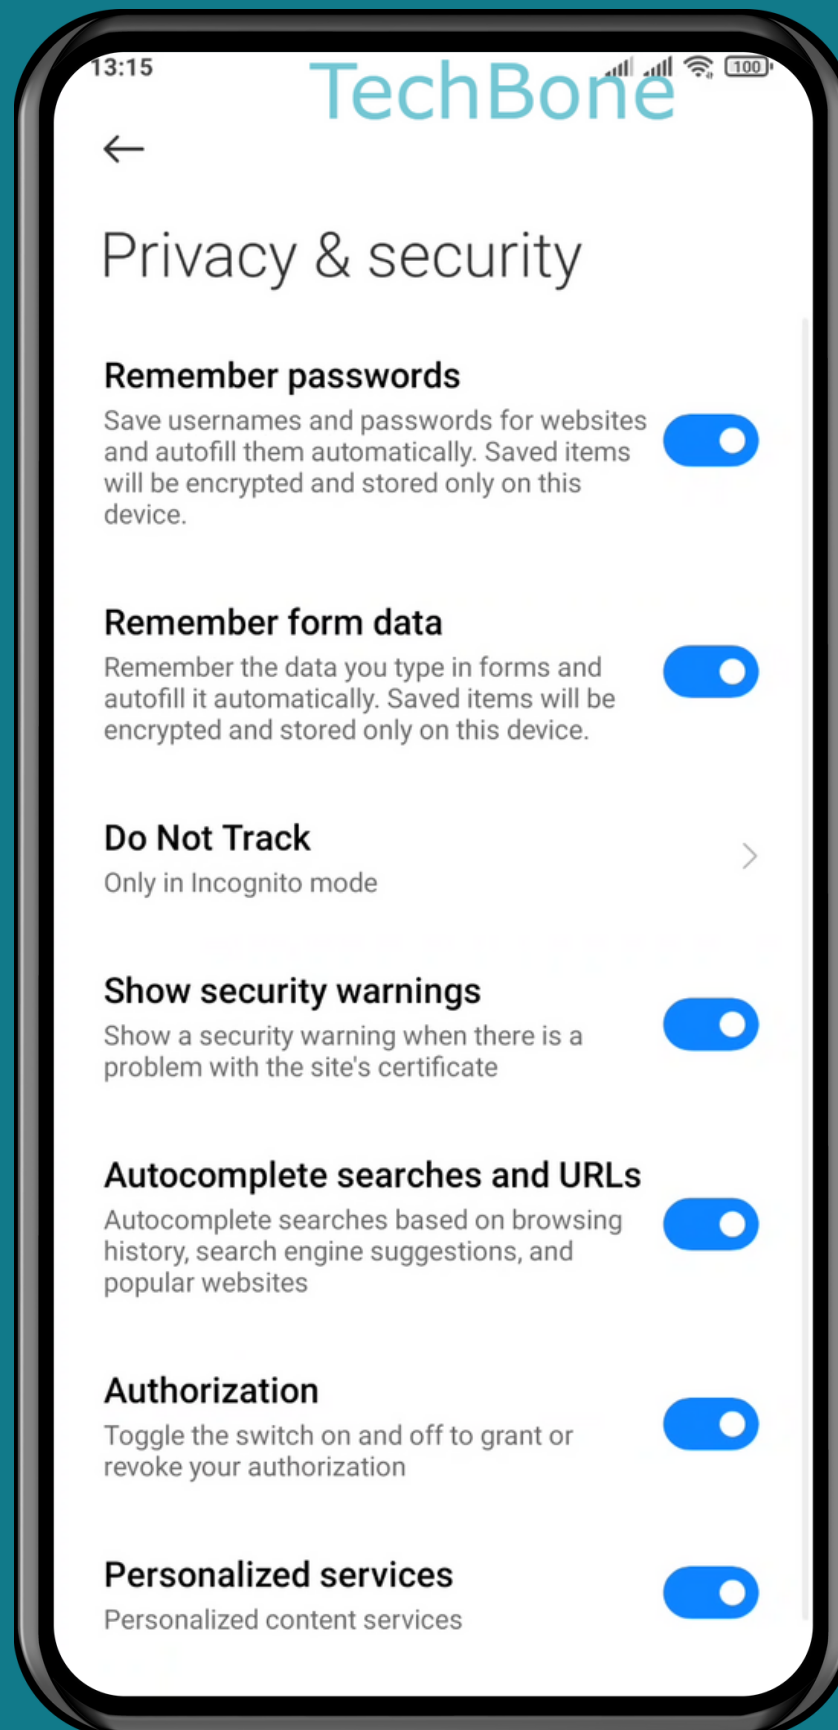 13:15
TechBone
100
Privacy & security
Remember passwords
Save usernames and passwords for websites
and autofill them automatically. Saved items
will be encrypted and stored only on this
device.
Remember form data
Remember the data you type in forms and
autofill it automatically. Saved items will be
encrypted and stored only on this device.
Do Not Track
Only in Incognito mode
Show security warnings
Show a security warning when there is a
problem with the site's certificate
Autocomplete searches and URLs
Autocomplete searches based on browsing
history, search engine suggestions, and
popular websites
Authorization
Toggle the switch on and off to grant or
revoke your authorization
Personalized services
Personalized content services